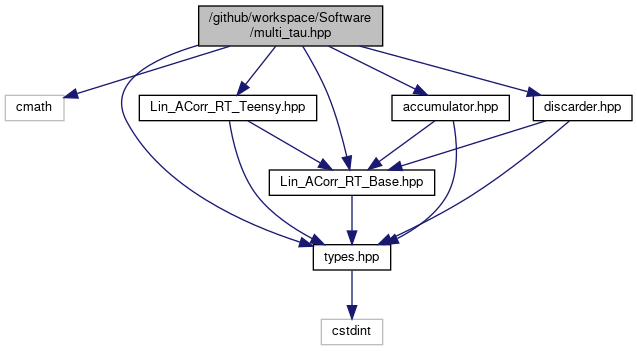 /github/workspace/Software
/multi_tau.hpp
cmath
Lin_ACorr_RT_Teensy.hpp
accumulator.hpp
discarder.hpp
Lin_ACorr_RT_Base.hpp
types.hpp
cstdint